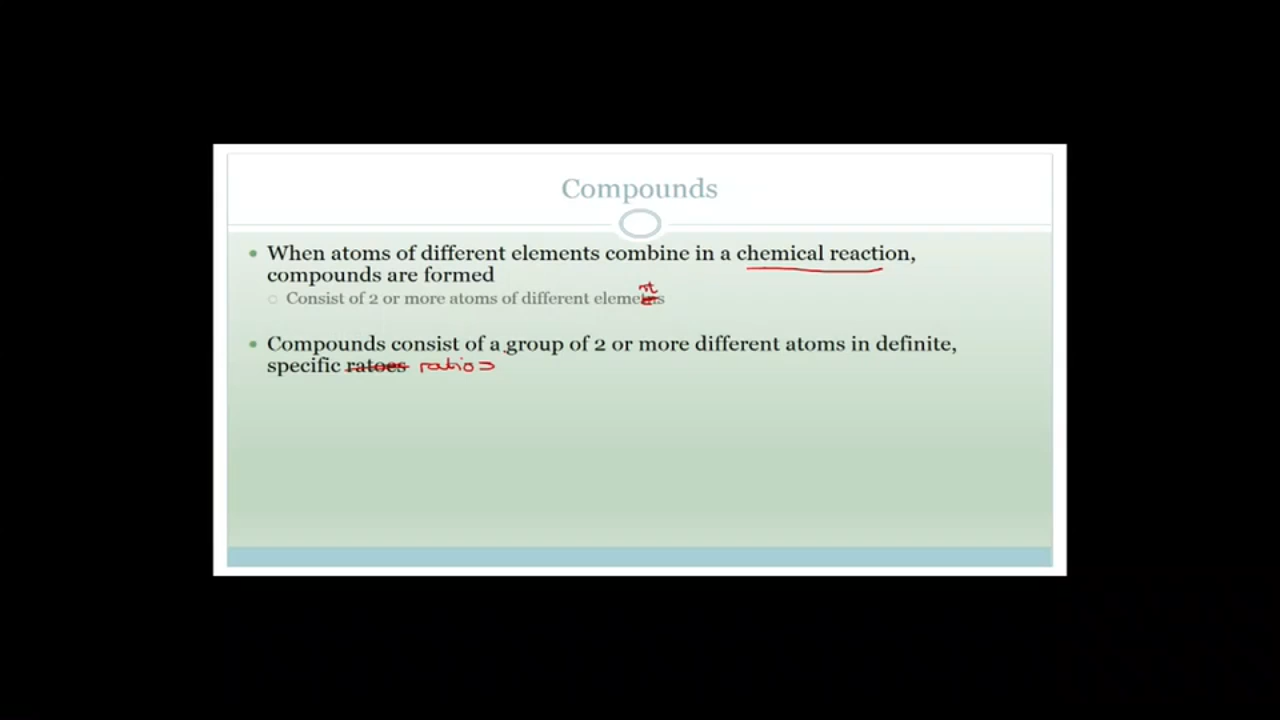 Compounds
When atoms of different elements combine in a chemical reaction,
compounds are formed
nt
Consist of 2 or more atoms of different
Compounds consist of a group of 2 or more different atoms in definite,
specific ratoes ratios